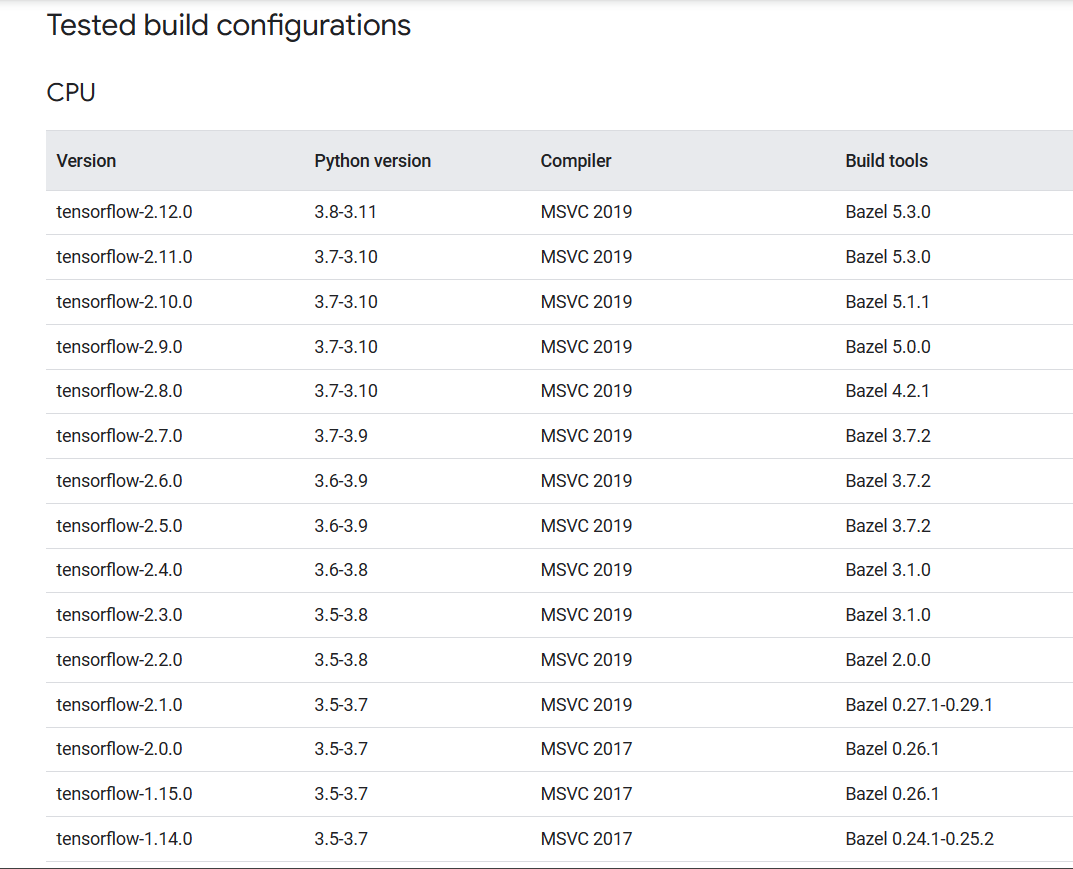 Tested build configurations
CPU
Version Python version Compiler Build tools
tensorflow-2.12.0 3.8-3.11 MSVC 2019 Bazel 5.3.0
tensorflow-2.11.0 3.7-3.10 MSVC 2019 Bazel 5.3.0
tensorflow-2.10.0 3.7-3.10 MSVC 2019 Bazel 5.1.1
tensorflow-2.9.0 3.7-3.10 MSVC 2019 Bazel 5.0.0
tensorflow-2.8.0 3.7-3.10 MSVC 2019 Bazel 4.2.1
tensorflow-2.7.0 3.7-3.9 MSVC 2019 Bazel 3.7.2
tensorflow-2.6.0 3.6-3.9 MSVC 2019 Bazel 3.7.2
tensorflow-2.5.0 3.6-3.9 MSVC 2019 Bazel 3.7.2
tensorflow-2.4.0 3.6-3.8 MSVC 2019 Bazel 3.1.0
tensorflow-2.3.0 3.5-3.8 MSVC 2019 Bazel 3.1.0
tensorflow-2.2.0 3.5-3.8 MSVC 2019 Bazel 2.0.0
tensorflow-2.1.0 3.5-3.7 MSVC 2019 Bazel 0.27.1-0.29.1
tensorflow-2.0.0 3.5-3.7 MSVC 2017 Bazel 0.26.1
tensorflow-1.15.0 3.5-3.7 MSVC 2017 Bazel 0.26.1
tensorflow-1.14.0 3.5-3.7 MSVC 2017 Bazel 0.24.1-0.25.2